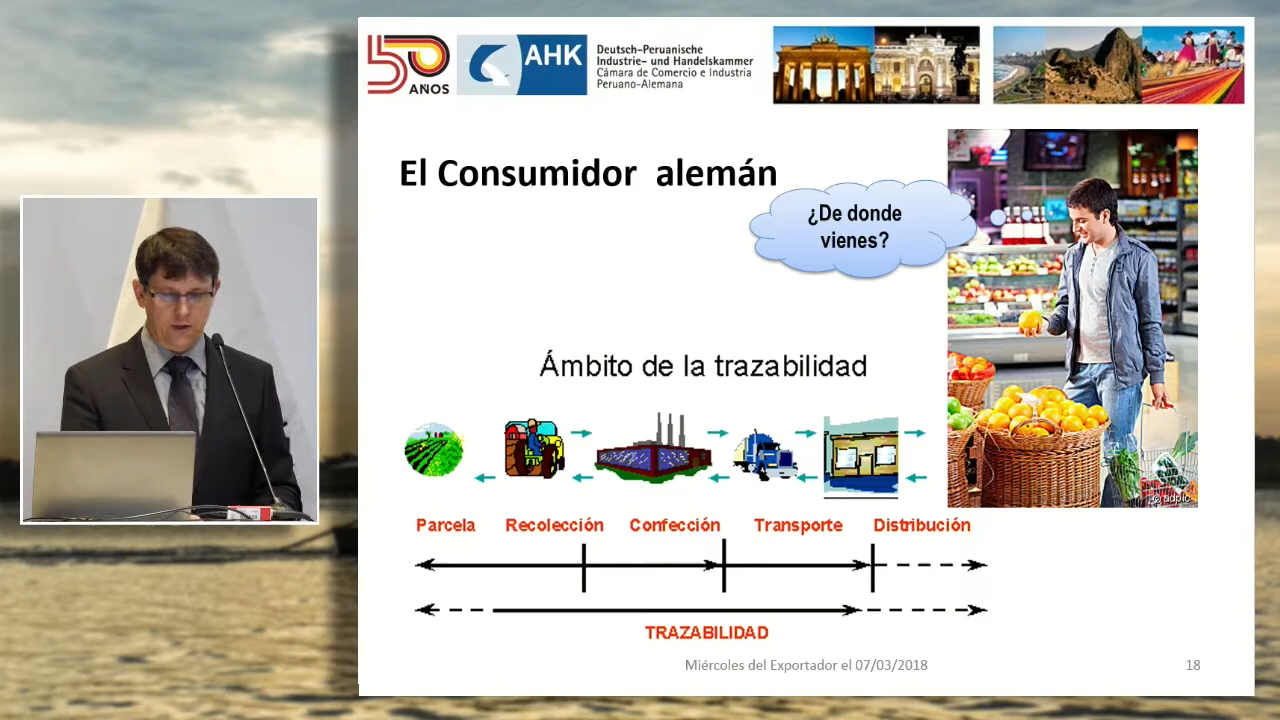 50
AÑOS
AHK
Deutsch-Peruanische
Industrie- und Handelskammer
Cámara de Comercio e Industria
Peruano-Alemana
El Consumidor alemán
¿De donde
vienes?
Ámbito de la trazabilidad
Parcela Recolección Confección Transporte Distribución
TRAZABILIDAD
Miércoles del Exportador el 07/03/2018
18